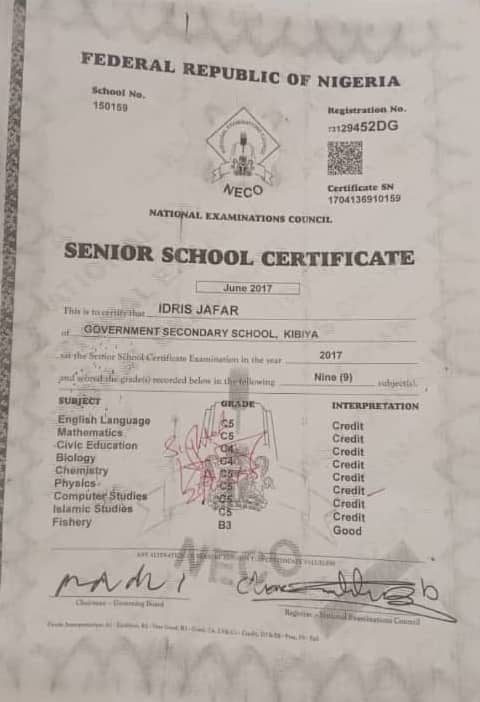 FEDERAL REPUBLIC OF NIGERIA
School No.
150159
Registration No.
29452DG
NECO
Certificate SN
1704136910159
NATIONAL EXAMINATIONS COUNCIL
SENIOR SCHOOL CERTIFICATE
June 2017
This is to certify that IDRIS JAFAR
of GOVERNMENT SECONDARY SCHOOL, KIBIYA
sat the Senior School Certificate Examination in the year 2017
and scored the grade(s) recorded below in the following Nine (9) subject(s).
SUBJECT GRADE INTERPRETATION
English Language C5 Credit
Mathematics C5 Credit
Civic Education C4 Credit
Biology C4 Credit
Chemistry C5 Credit
Physics C5 Credit
Computer Studies C5 Credit
Islamic Studies C5 Credit
Fishery B3 Good
NECO
Chairman - Governing Board
Registrar - National Examinations Council